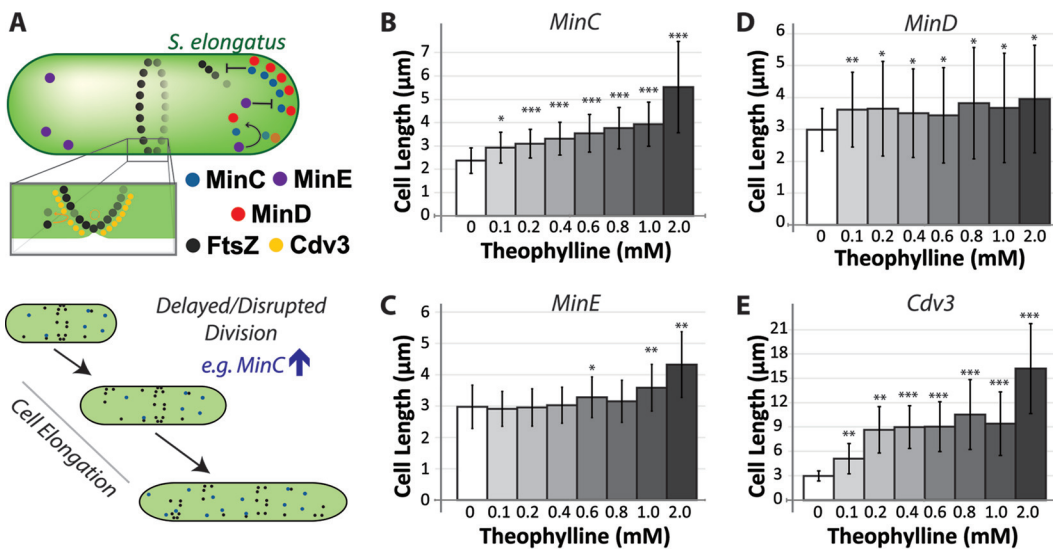 A
S. elongatus
MinC MinE
MinD
FtsZ Cdv3
Delayed/Disrupted
Division
e.g. MinC
Cell Elongation
B MinC
Cell Length (µm)
7
6
5
4
3
2
1
0
* *** *** *** *** *** ***
0 0.1 0.2 0.4 0.6 0.8 1.0 2.0
Theophylline (mM)
C MinE
Cell Length (µm)
6
5
4
3
2
1
0
* ** **
0 0.1 0.2 0.4 0.6 0.8 1.0 2.0
Theophylline (mM)
D MinD
Cell Length (µm)
6
5
4
3
2
1
0
** * * * * * *
0 0.1 0.2 0.4 0.6 0.8 1.0 2.0
Theophylline (mM)
E Cdv3
Cell Length (µm)
21
18
15
12
9
6
3
0
** ** *** *** *** *** ***
0 0.1 0.2 0.4 0.6 0.8 1.0 2.0
Theophylline (mM)